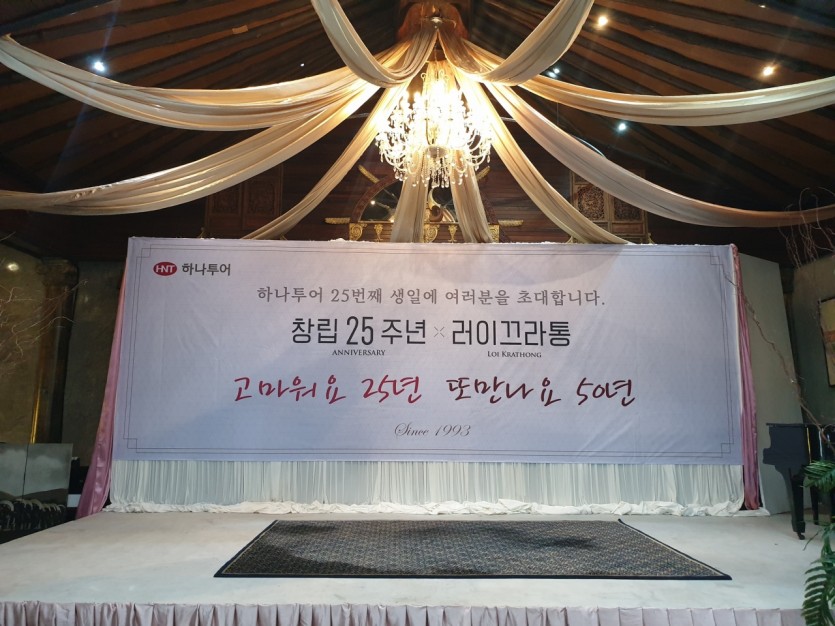 HNT 하나투어
하나투어 25번째 생일에 여러분을 초대합니다.
창립 25 주년 × 러이끄라통
ANNIVERSARY LOI KRATHONG
고마워요 25년 또만나요 50년
Since 1993